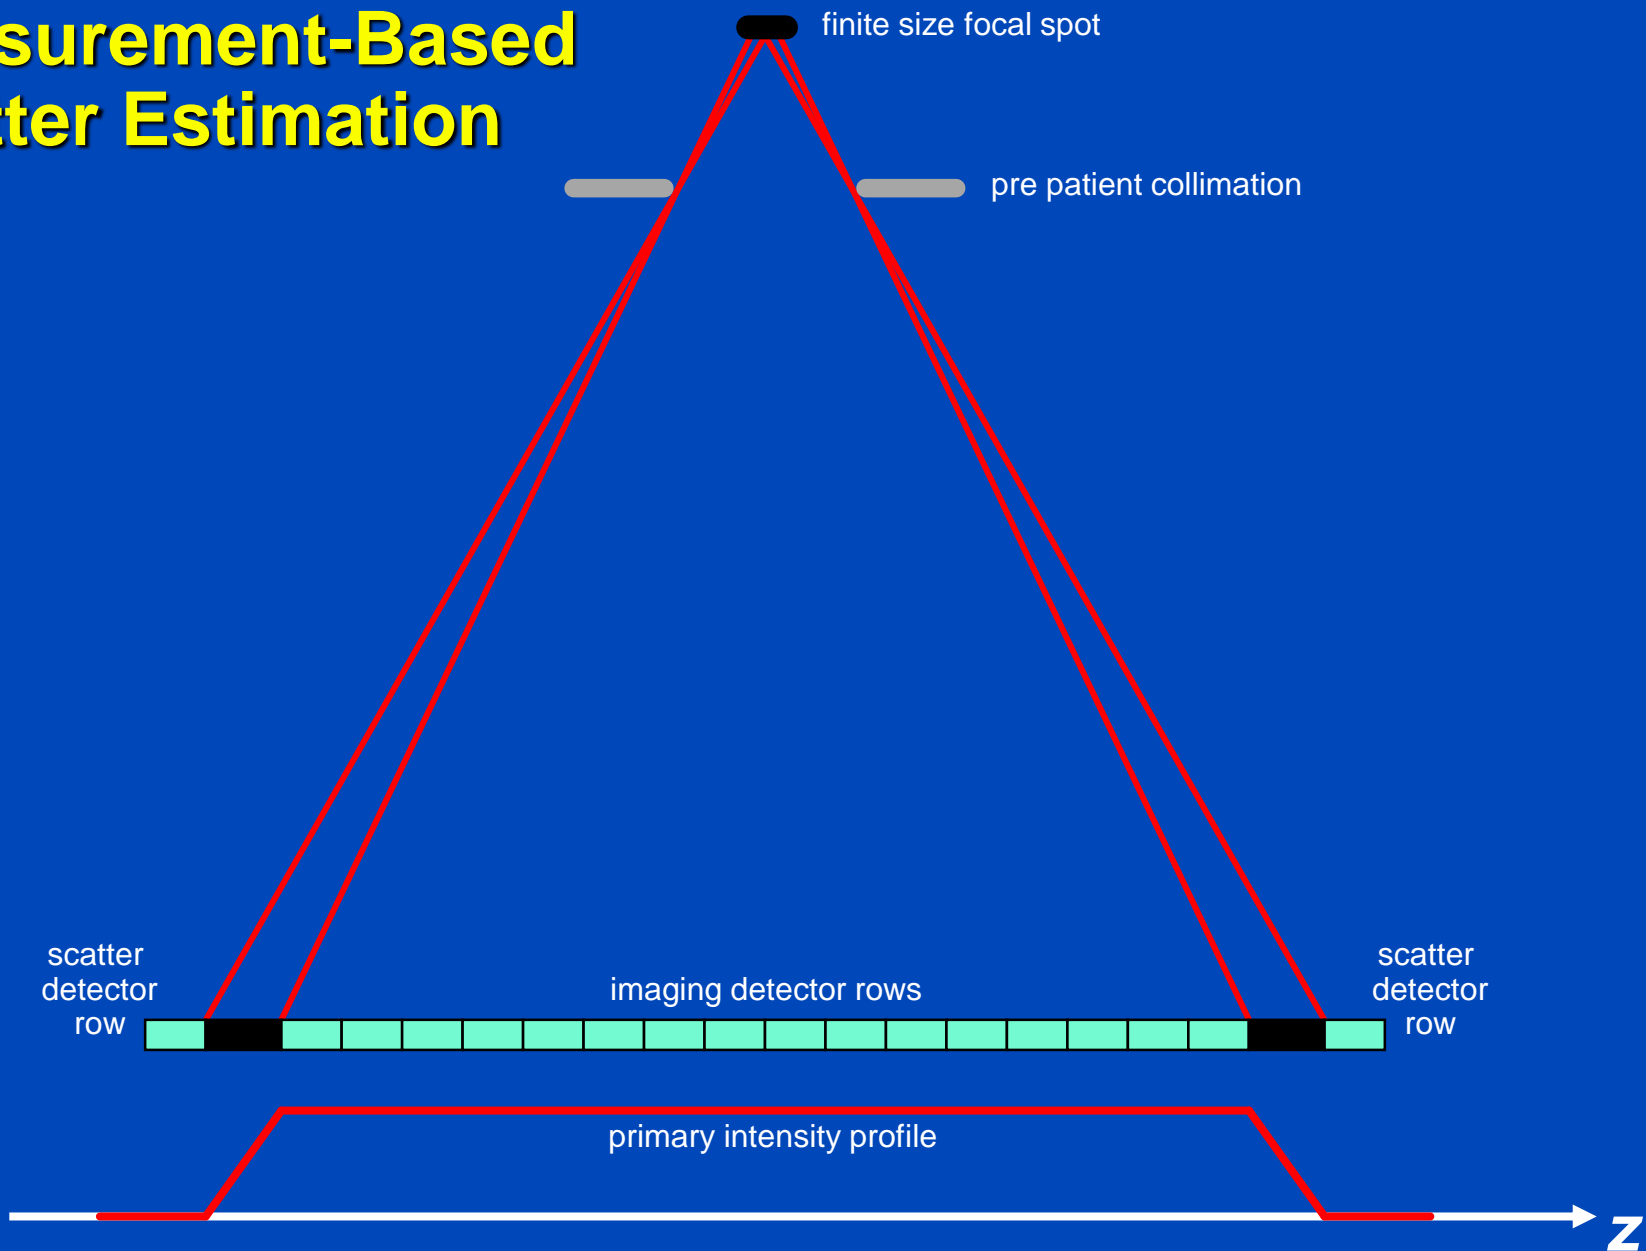 surement-Based
tter Estimation
finite size focal spot
pre patient collimation
scatter
detector
row
imaging detector rows
scatter
detector
row
primary intensity profile
z